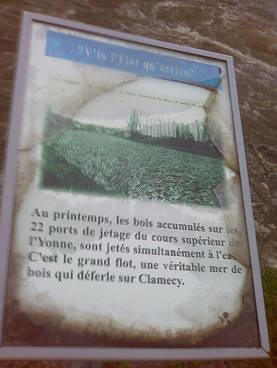 "V'la l'Flot qu'arrive"
Au printemps, les bois accumulés sur les
22 ports de jetage du cours supérieur de
l'Yonne, sont jetés simultanément à l'eau.
C'est le grand flot, une véritable mer de
bois qui déferle sur Clamecy.